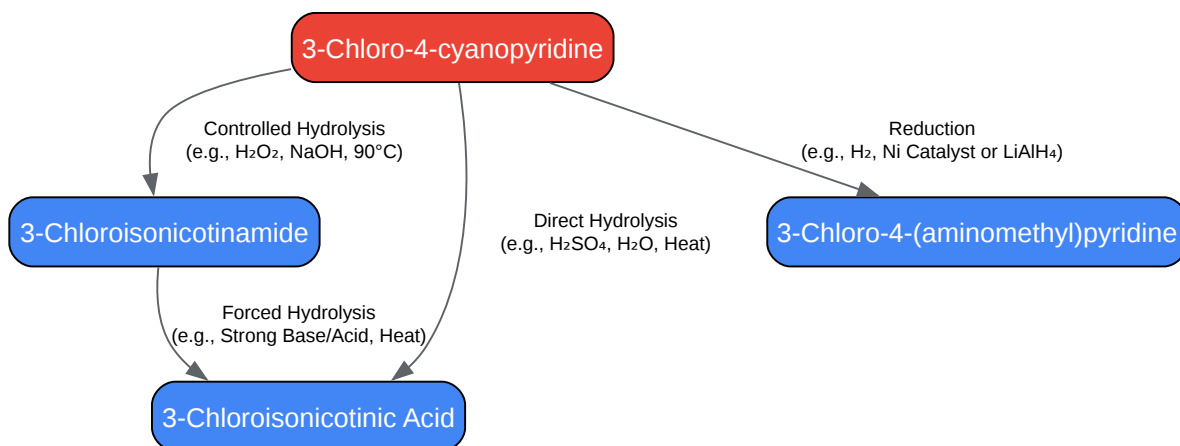 3-Chloro-4-cyanopyridine
Controlled Hydrolysis
(e.g., H₂O₂, NaOH, 90°C)
Reduction
(e.g., H₂, Ni Catalyst or LiAlH₄)
3-Chloroisonicotinamide
Direct Hydrolysis
(e.g., H₂SO₄, H₂O, Heat)
3-Chloro-4-(aminomethyl)pyridine
Forced Hydrolysis
(e.g., Strong Base/Acid, Heat)
3-Chloroisonicotinic Acid